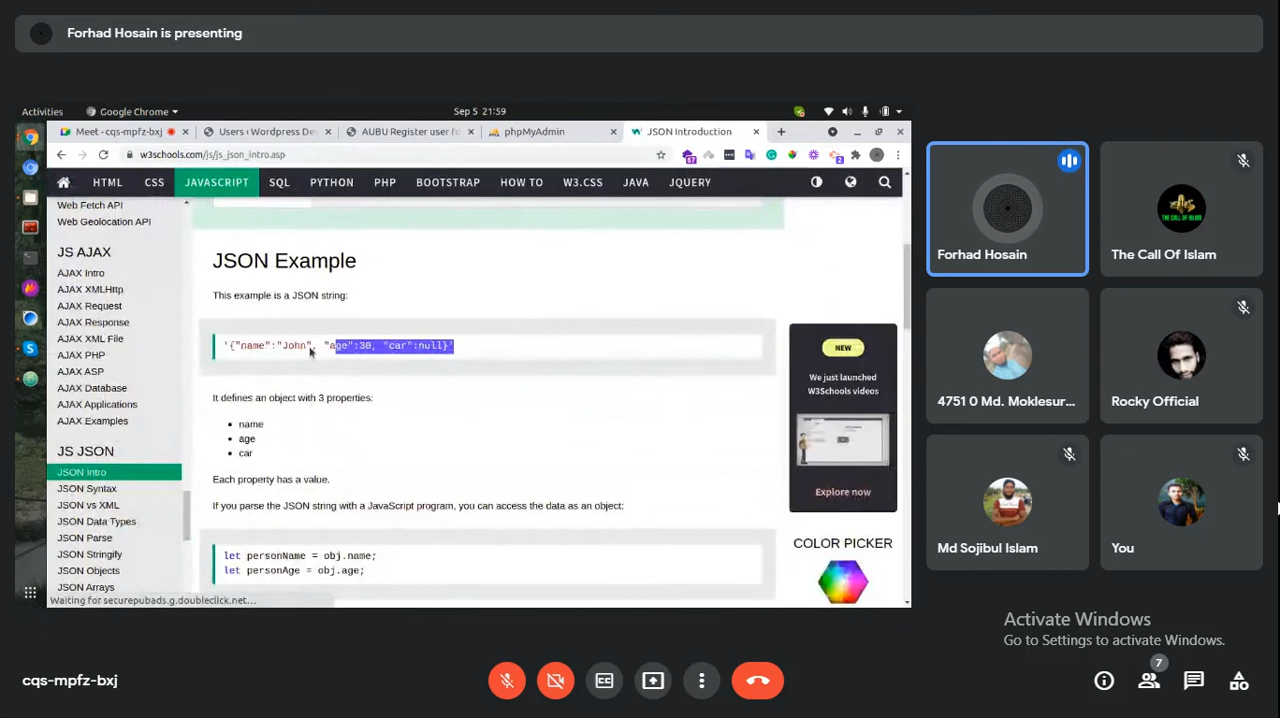 Forhad Hosain is presenting
Activities Google Chrome Sep 5 21:59
Meet - cqs-mpfz-bxj Users ‹ Wordpress De AUBU Register user fo phpMyAdmin JSON Introduction
w3schools.com/js/js_json_intro.asp
HTML CSS JAVASCRIPT SQL PYTHON PHP BOOTSTRAP HOW TO W3.CSS JAVA JQUERY
Web Fetch API
Web Geolocation API
JS AJAX
AJAX Intro
AJAX XMLHttp
AJAX Request
AJAX Response
AJAX XML File
AJAX PHP
AJAX ASP
AJAX Database
AJAX Applications
AJAX Examples
JS JSON
JSON Intro
JSON Syntax
JSON vs XML
JSON Data Types
JSON Parse
JSON Stringify
JSON Objects
JSON Arrays
Waiting for securepubads.g.doubleclick.net...
JSON Example
This example is a JSON string:
'{"name":"John", "age":30, "car":null}'
It defines an object with 3 properties:
name
age
car
Each property has a value.
If you parse the JSON string with a JavaScript program, you can access the data as an object:
let personName = obj.name;
let personAge = obj.age;
NEW
We just launched
W3Schools videos
Explore now
COLOR PICKER
Forhad Hosain
THE CALL OF ISLAM
The Call Of Islam
4751 0 Md. Moklesur...
Rocky Official
Md Sojibul Islam
You
Activate Windows
Go to Settings to activate Windows.
cqs-mpfz-bxj
CC
7